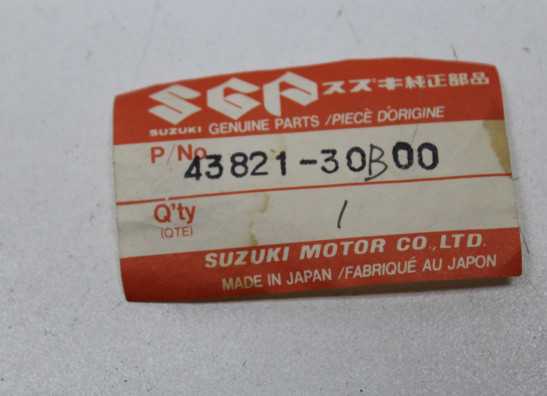 SGP スズキ純正部品
SUZUKI GENUINE PARTS /PIECÈ D'ORIGINE
P/No. 43821-30B00
Q'ty 1
(QTE)
SUZUKI MOTOR CO.,LTD.
MADE IN JAPAN /FABRIQUÉ AU JAPON